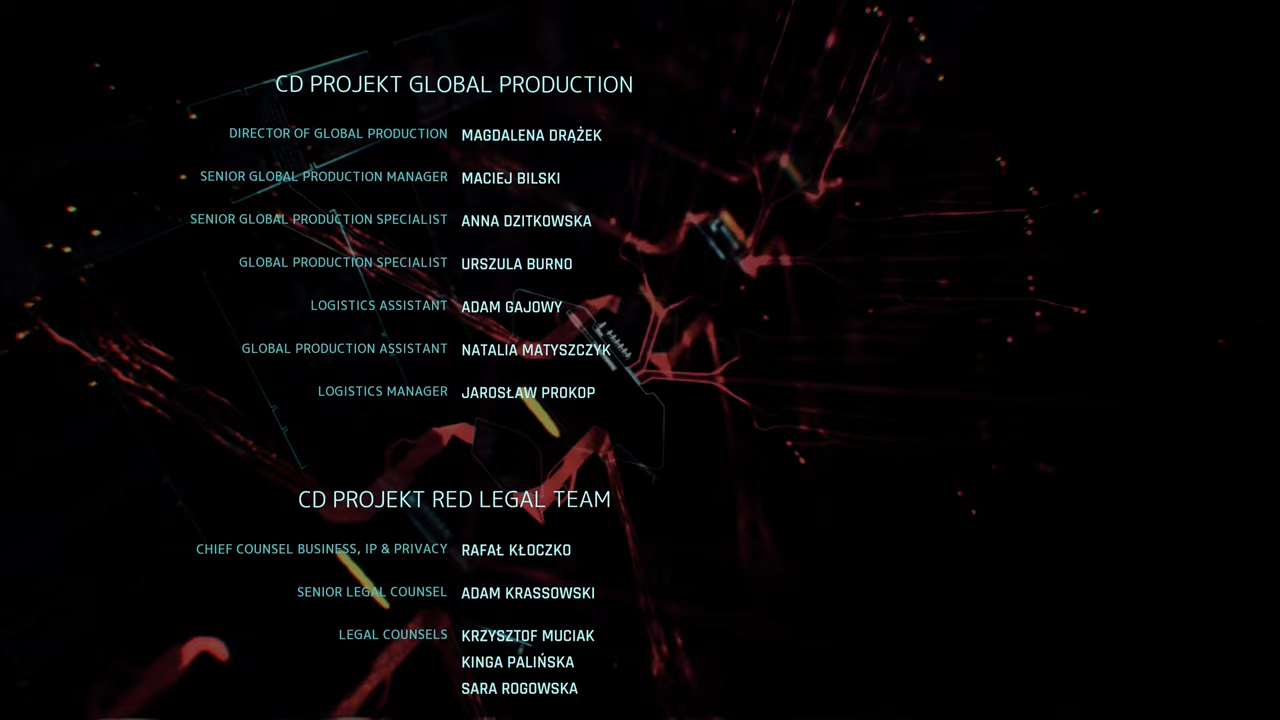 CD PROJEKT GLOBAL PRODUCTION
DIRECTOR OF GLOBAL PRODUCTION MAGDALENA DRĄŻEK
SENIOR GLOBAL PRODUCTION MANAGER MACIEJ BILSKI
SENIOR GLOBAL PRODUCTION SPECIALIST ANNA DZITKOWSKA
GLOBAL PRODUCTION SPECIALIST URSZULA BURNO
LOGISTICS ASSISTANT ADAM GAJOWY
GLOBAL PRODUCTION ASSISTANT NATALIA MATYSZCZYK
LOGISTICS MANAGER JAROSŁAW PROKOP
CD PROJEKT RED LEGAL TEAM
CHIEF COUNSEL BUSINESS, IP & PRIVACY RAFAŁ KŁOCZKO
SENIOR LEGAL COUNSEL ADAM KRASSOWSKI
LEGAL COUNSELS KRZYSZTOF MUCIAK
KINGA PALIŃSKA
SARA ROGOWSKA